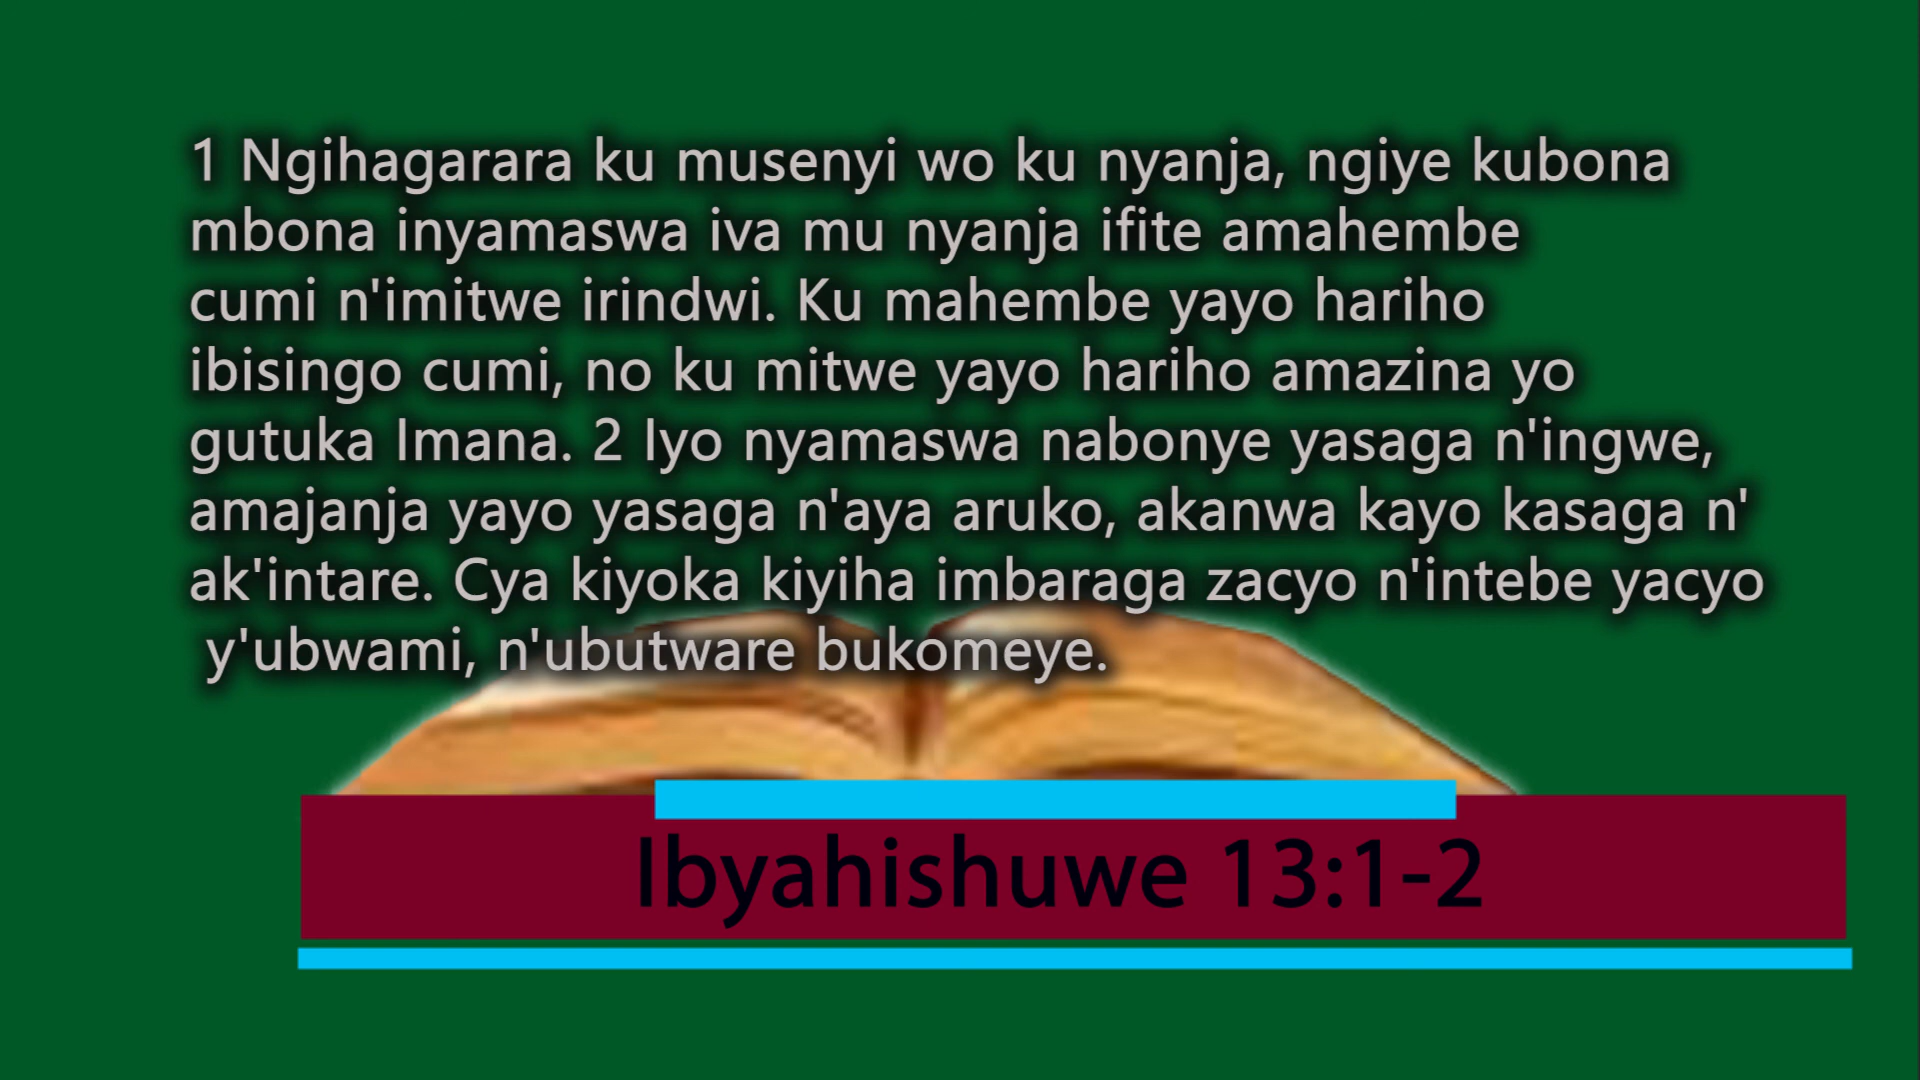 1 Ngihagarara ku musenyi wo ku nyanja, ngiye kubona
mbona inyamaswa iva mu nyanja ifite amahembe
cumi n'imitwe irindwi. Ku mahembe yayo hariho
ibisingo cumi, no ku mitwe yayo hariho amazina yo
gutuka Imana. 2 Iyo nyamaswa nabonye yasaga n'ingwe,
amajanja yayo yasaga n'aya aruko, akanwa kayo kasaga n'
ak'intare. Cya kiyoka kiyiha imbaraga zacyo n'intebe yacyo
y'ubwami, n'ubutware bukomeye.
Ibyahishuwe 13:1-2